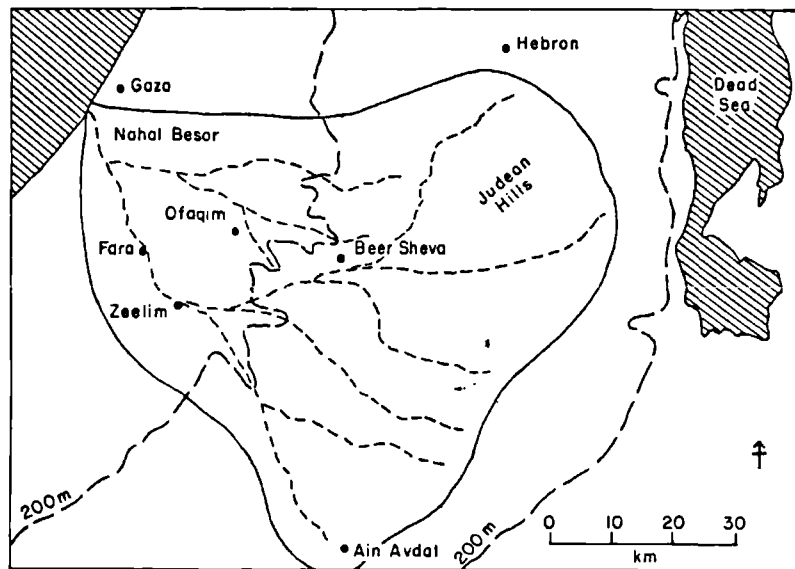 Hebron
Gaza
Dead
Sea
Nahal Besor
Judean
Hills
Ofaqim
Fara
Beer Sheva
Zeelim
200m
Ain Avdat
200m
0 10 20 30
km